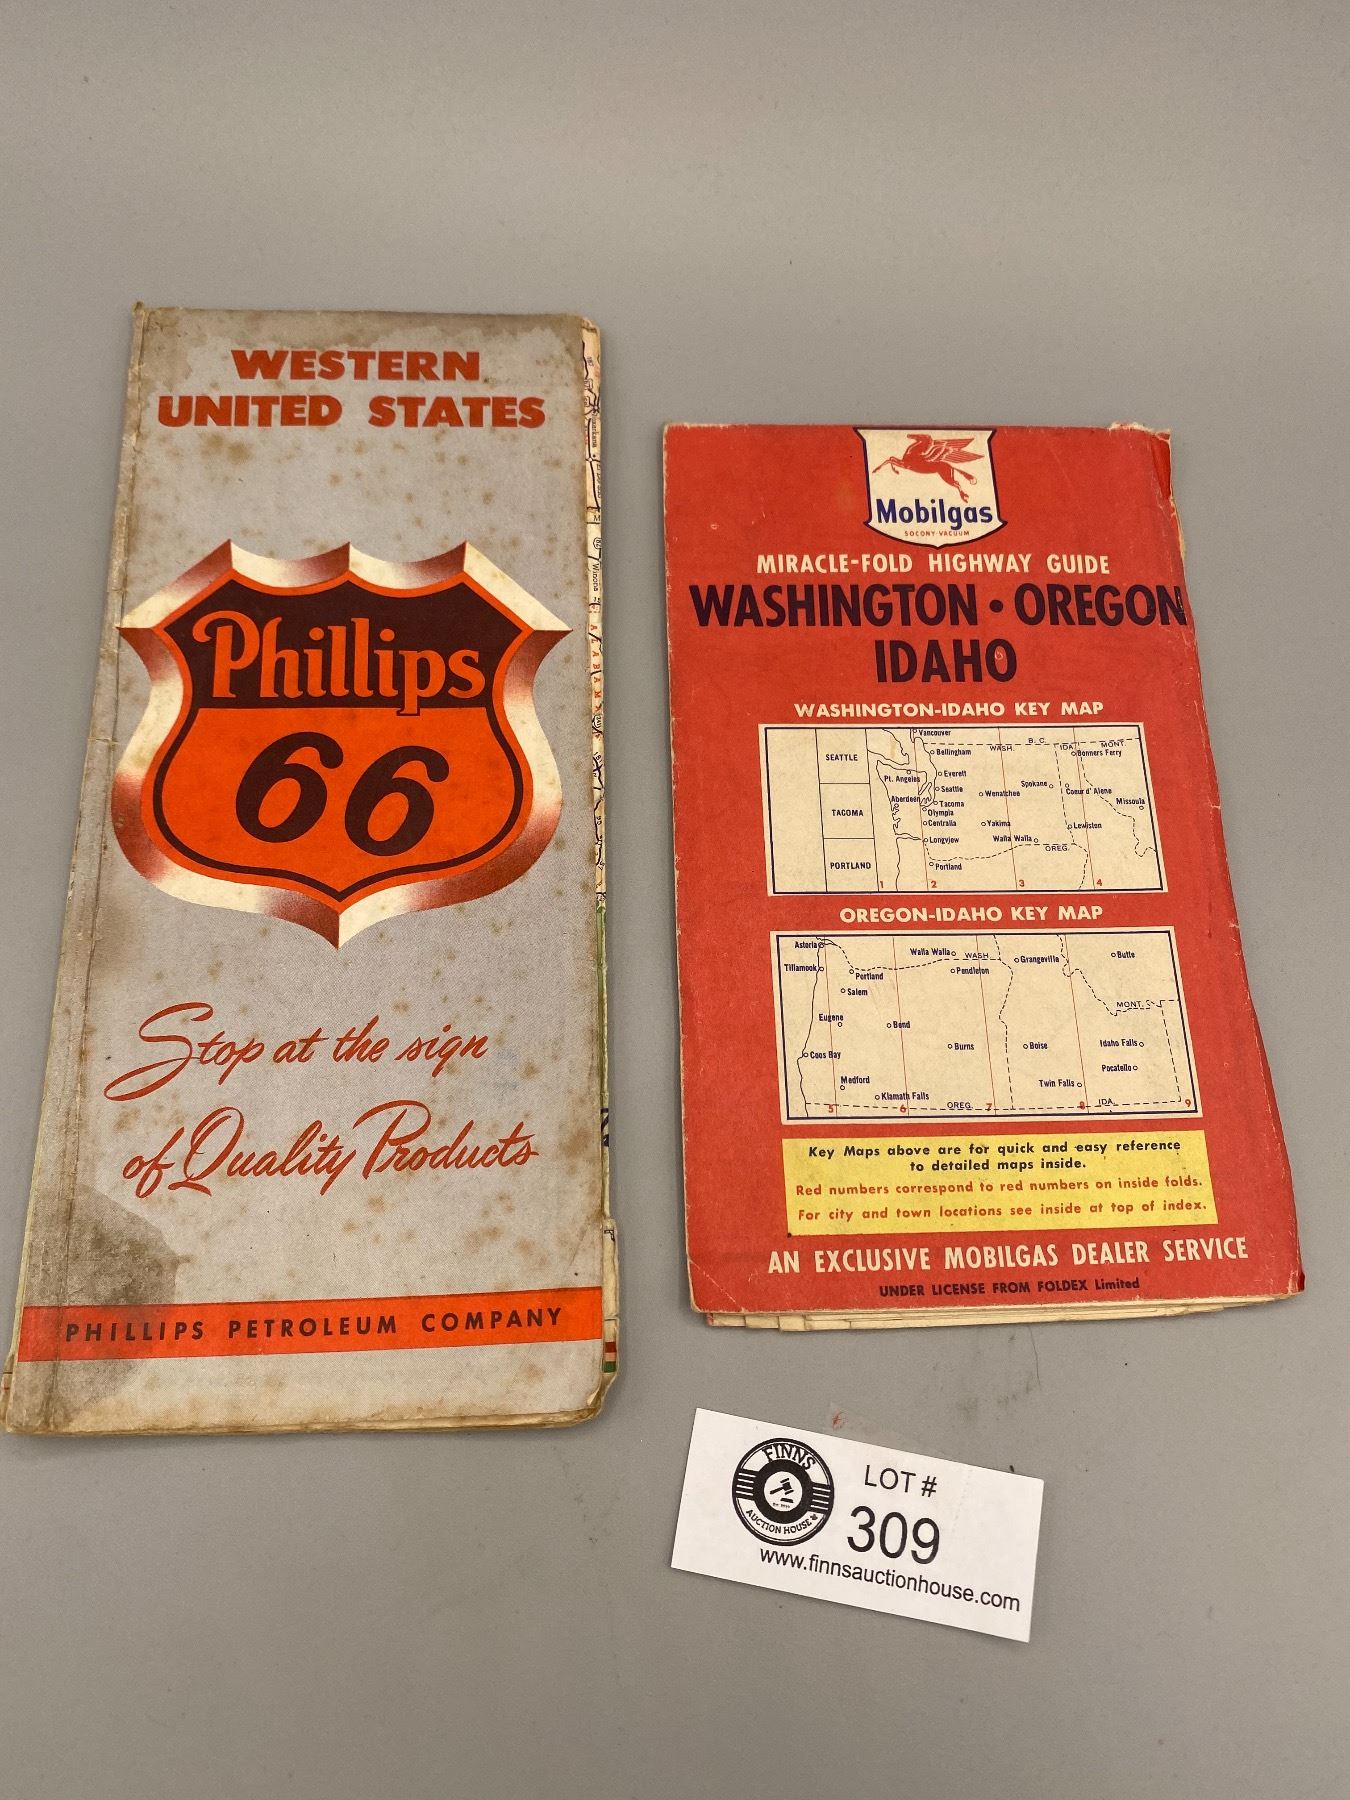 WESTERN
UNITED STATES
Phillips
66
Stop at the sign
of Quality Products
PHILLIPS PETROLEUM COMPANY
Winona
ALABAMA
Mobilgas
SOCONY-VACUUM
MIRACLE-FOLD HIGHWAY GUIDE
WASHINGTON • OREGON
IDAHO
WASHINGTON-IDAHO KEY MAP
Vancouver
B. C.
SEATTLE
Bellingham
WASH.
IDA.
MONT.
Bonners Ferry
Pt. Angeles
Everett
Seattle
Wenatchee
Spokane
Coeur d'Alene
Missoula
Aberdeen
Tacoma
TACOMA
Olympia
Centralia
Yakima
Walla Walla
Lewiston
Longview
OREG.
PORTLAND
Portland
1 2 3 4
OREGON-IDAHO KEY MAP
Astoria
Walla Walla
WASH.
Grangeville
Butte
Tillamook
Portland
Pendleton
Salem
MONT.
Eugene
Bend
Burns
Boise
Idaho Falls
Coos Bay
Pocatello
Medford
Twin Falls
Klamath Falls
5 6 OREG. 7 8 IDA. 9
Key Maps above are for quick and easy reference
to detailed maps inside.
Red numbers correspond to red numbers on inside folds.
For city and town locations see inside at top of index.
AN EXCLUSIVE MOBILGAS DEALER SERVICE
UNDER LICENSE FROM FOLDEX Limited
FINNS
AUCTION HOUSE
LOT #
309
www.finnsauctionhouse.com